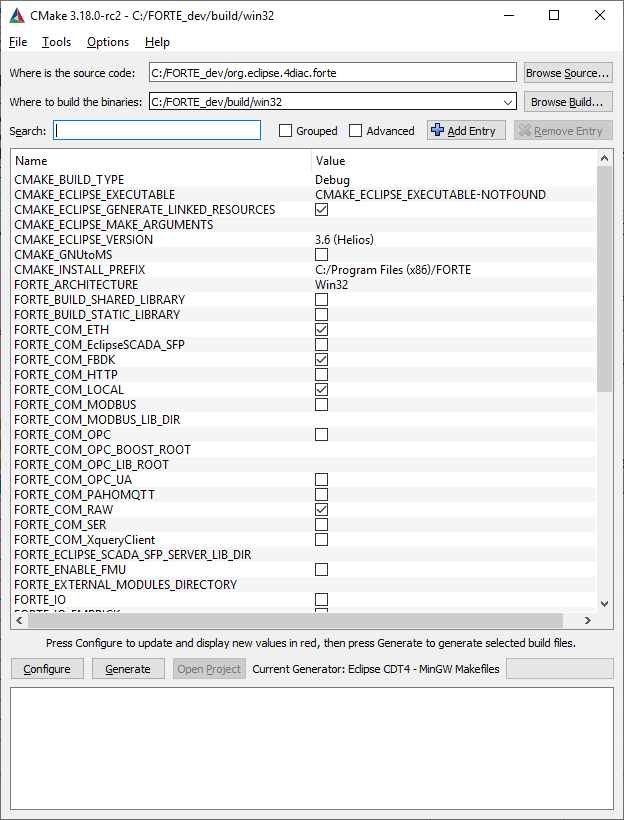 CMake 3.18.0-rc2 - C:/FORTE_dev/build/win32
File Tools Options Help
Where is the source code: C:/FORTE_dev/org.eclipse.4diac.forte Browse Source...
Where to build the binaries: C:/FORTE_dev/build/win32 Browse Build...
Search: Grouped Advanced Add Entry Remove Entry
Name Value
CMAKE_BUILD_TYPE Debug
CMAKE_ECLIPSE_EXECUTABLE CMAKE_ECLIPSE_EXECUTABLE-NOTFOUND
CMAKE_ECLIPSE_GENERATE_LINKED_RESOURCES
CMAKE_ECLIPSE_MAKE_ARGUMENTS
CMAKE_ECLIPSE_VERSION 3.6 (Helios)
CMAKE_GNUtoMS
CMAKE_INSTALL_PREFIX C:/Program Files (x86)/FORTE
FORTE_ARCHITECTURE Win32
FORTE_BUILD_SHARED_LIBRARY
FORTE_BUILD_STATIC_LIBRARY
FORTE_COM_ETH
FORTE_COM_EclipseSCADA_SFP
FORTE_COM_FBDK
FORTE_COM_HTTP
FORTE_COM_LOCAL
FORTE_COM_MODBUS
FORTE_COM_MODBUS_LIB_DIR
FORTE_COM_OPC
FORTE_COM_OPC_BOOST_ROOT
FORTE_COM_OPC_LIB_ROOT
FORTE_COM_OPC_UA
FORTE_COM_PAHOMQTT
FORTE_COM_RAW
FORTE_COM_SER
FORTE_COM_XqueryClient
FORTE_ECLIPSE_SCADA_SFP_SERVER_LIB_DIR
FORTE_ENABLE_FMU
FORTE_EXTERNAL_MODULES_DIRECTORY
FORTE_IO
Press Configure to update and display new values in red, then press Generate to generate selected build files.
Configure Generate Open Project Current Generator: Eclipse CDT4 - MinGW Makefiles